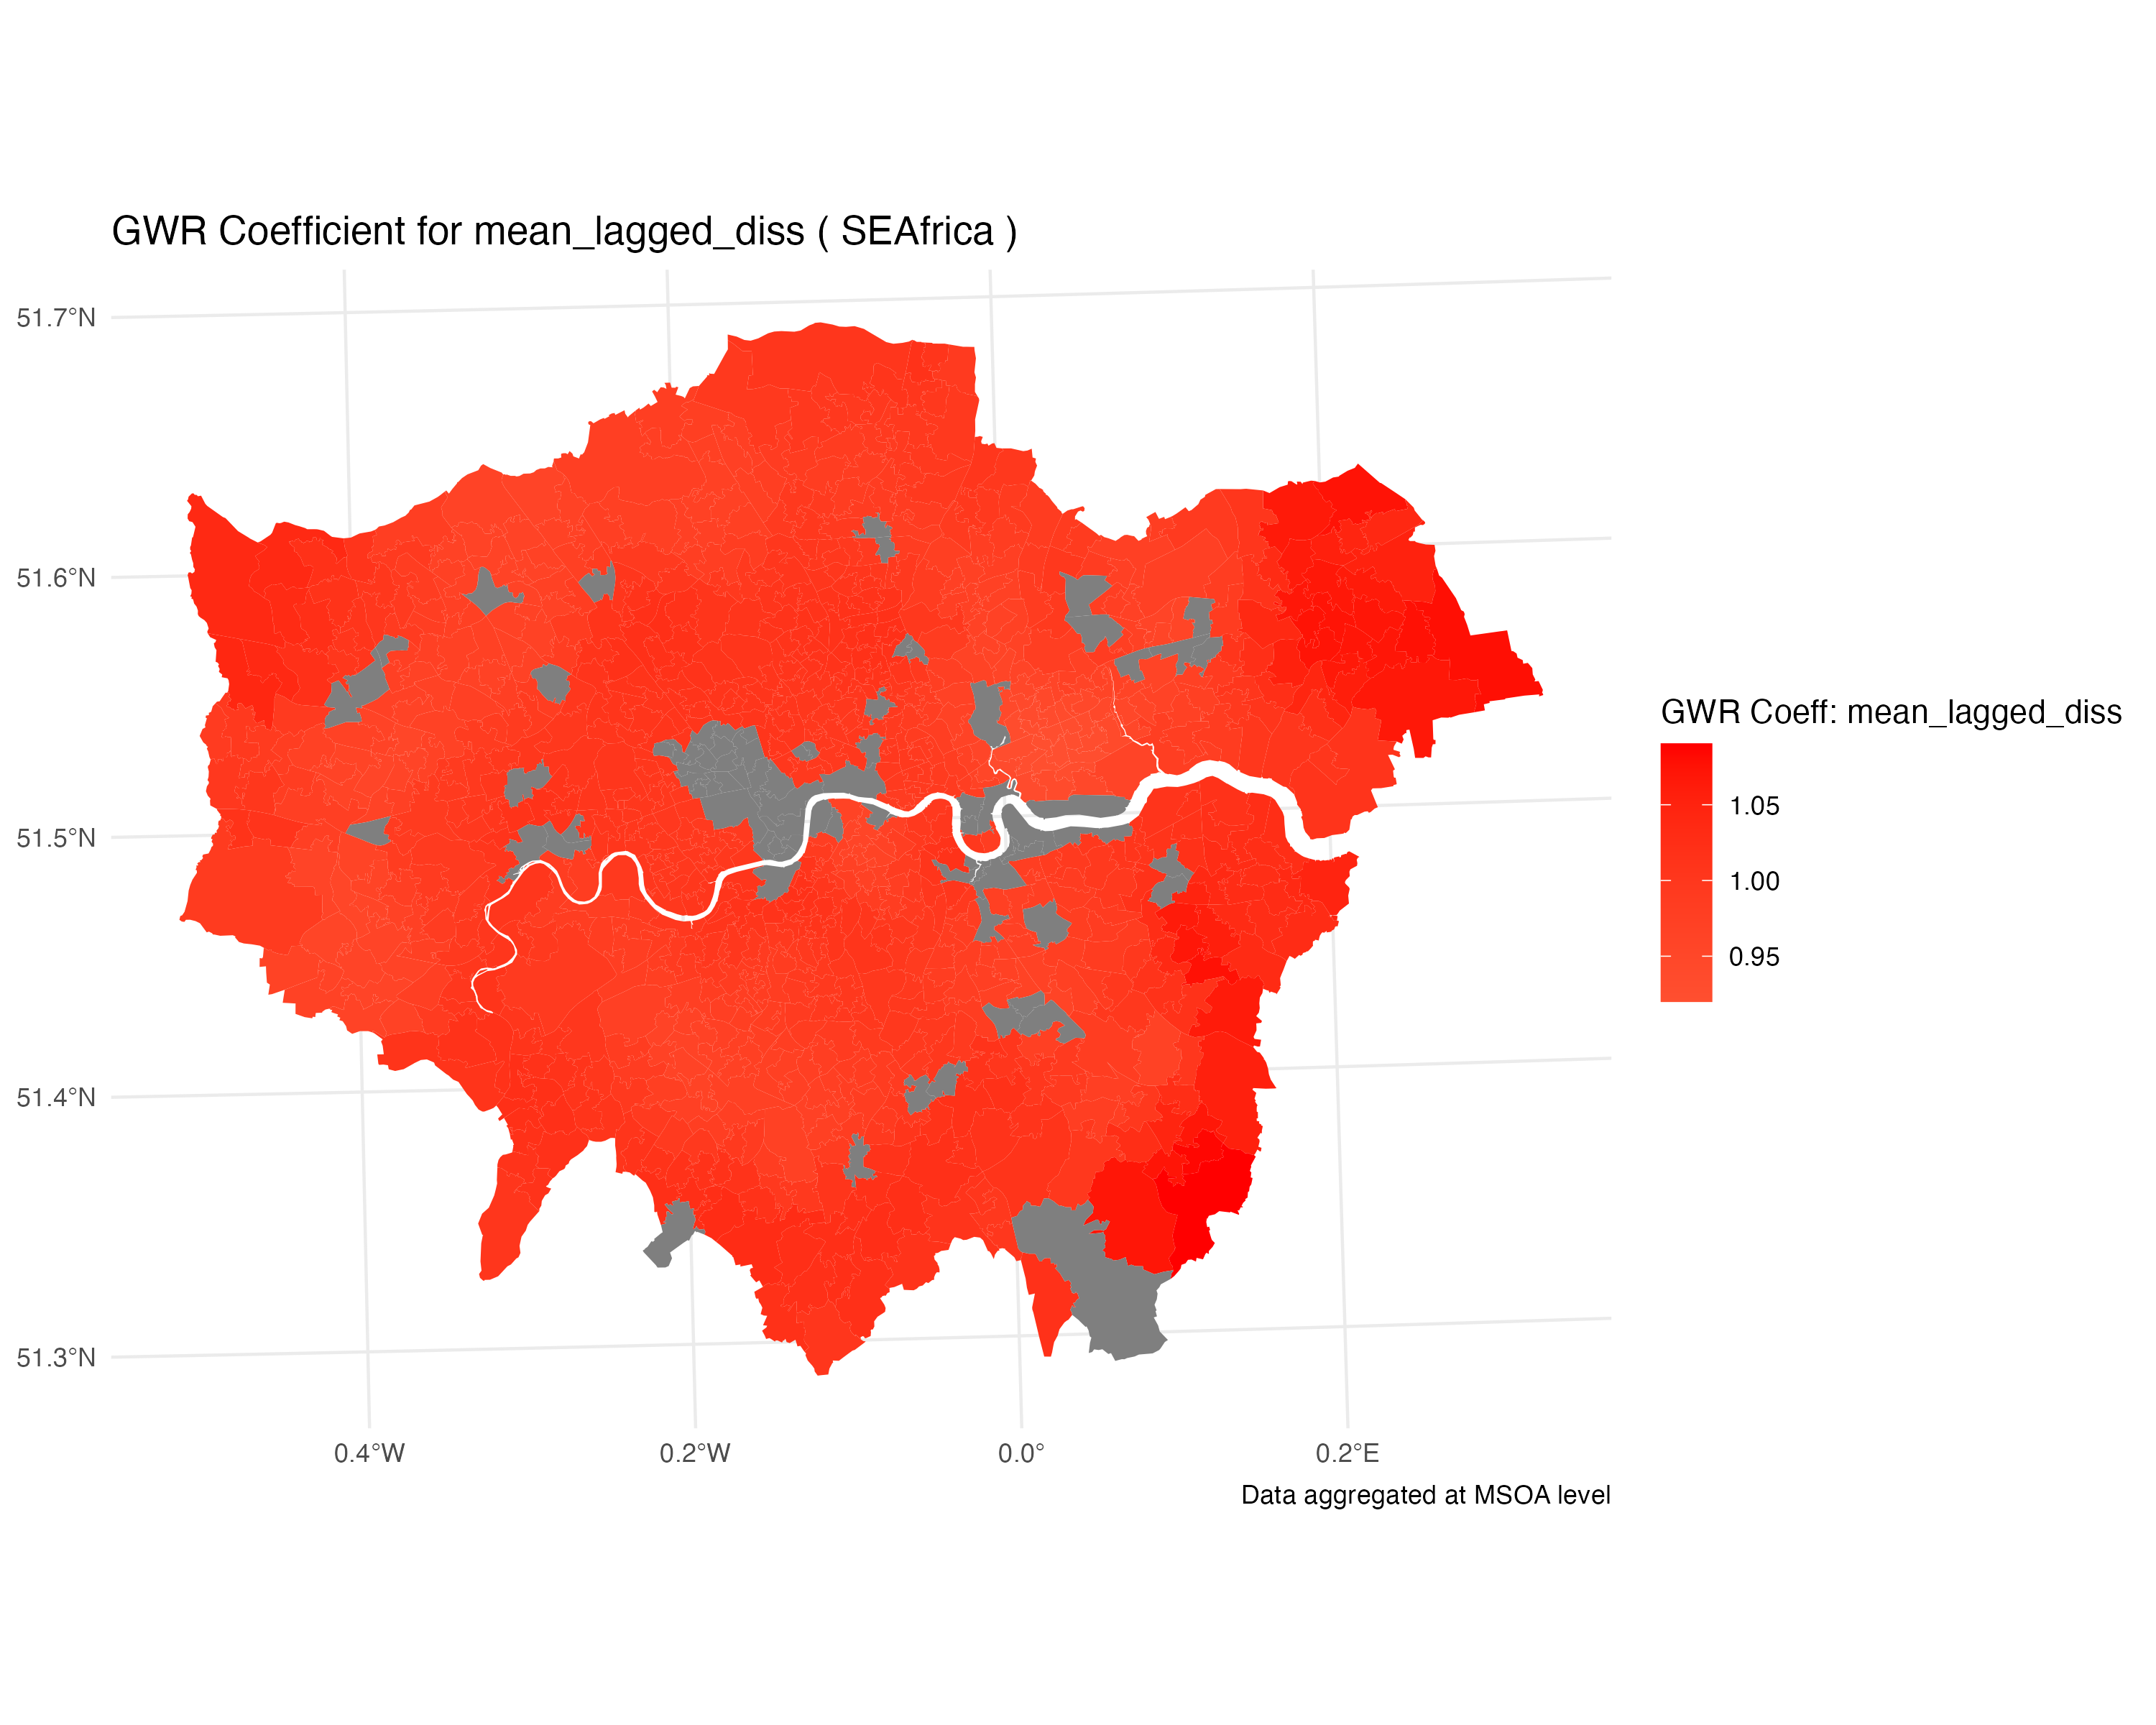 GWR Coefficient for mean_lagged_diss ( SEAfrica )
51.7°N
51.6°N
51.5°N
51.4°N
51.3°N
0.4°W
0.2°W
0.0°
0.2°E
GWR Coeff: mean_lagged_diss
1.05
1.00
0.95
Data aggregated at MSOA level